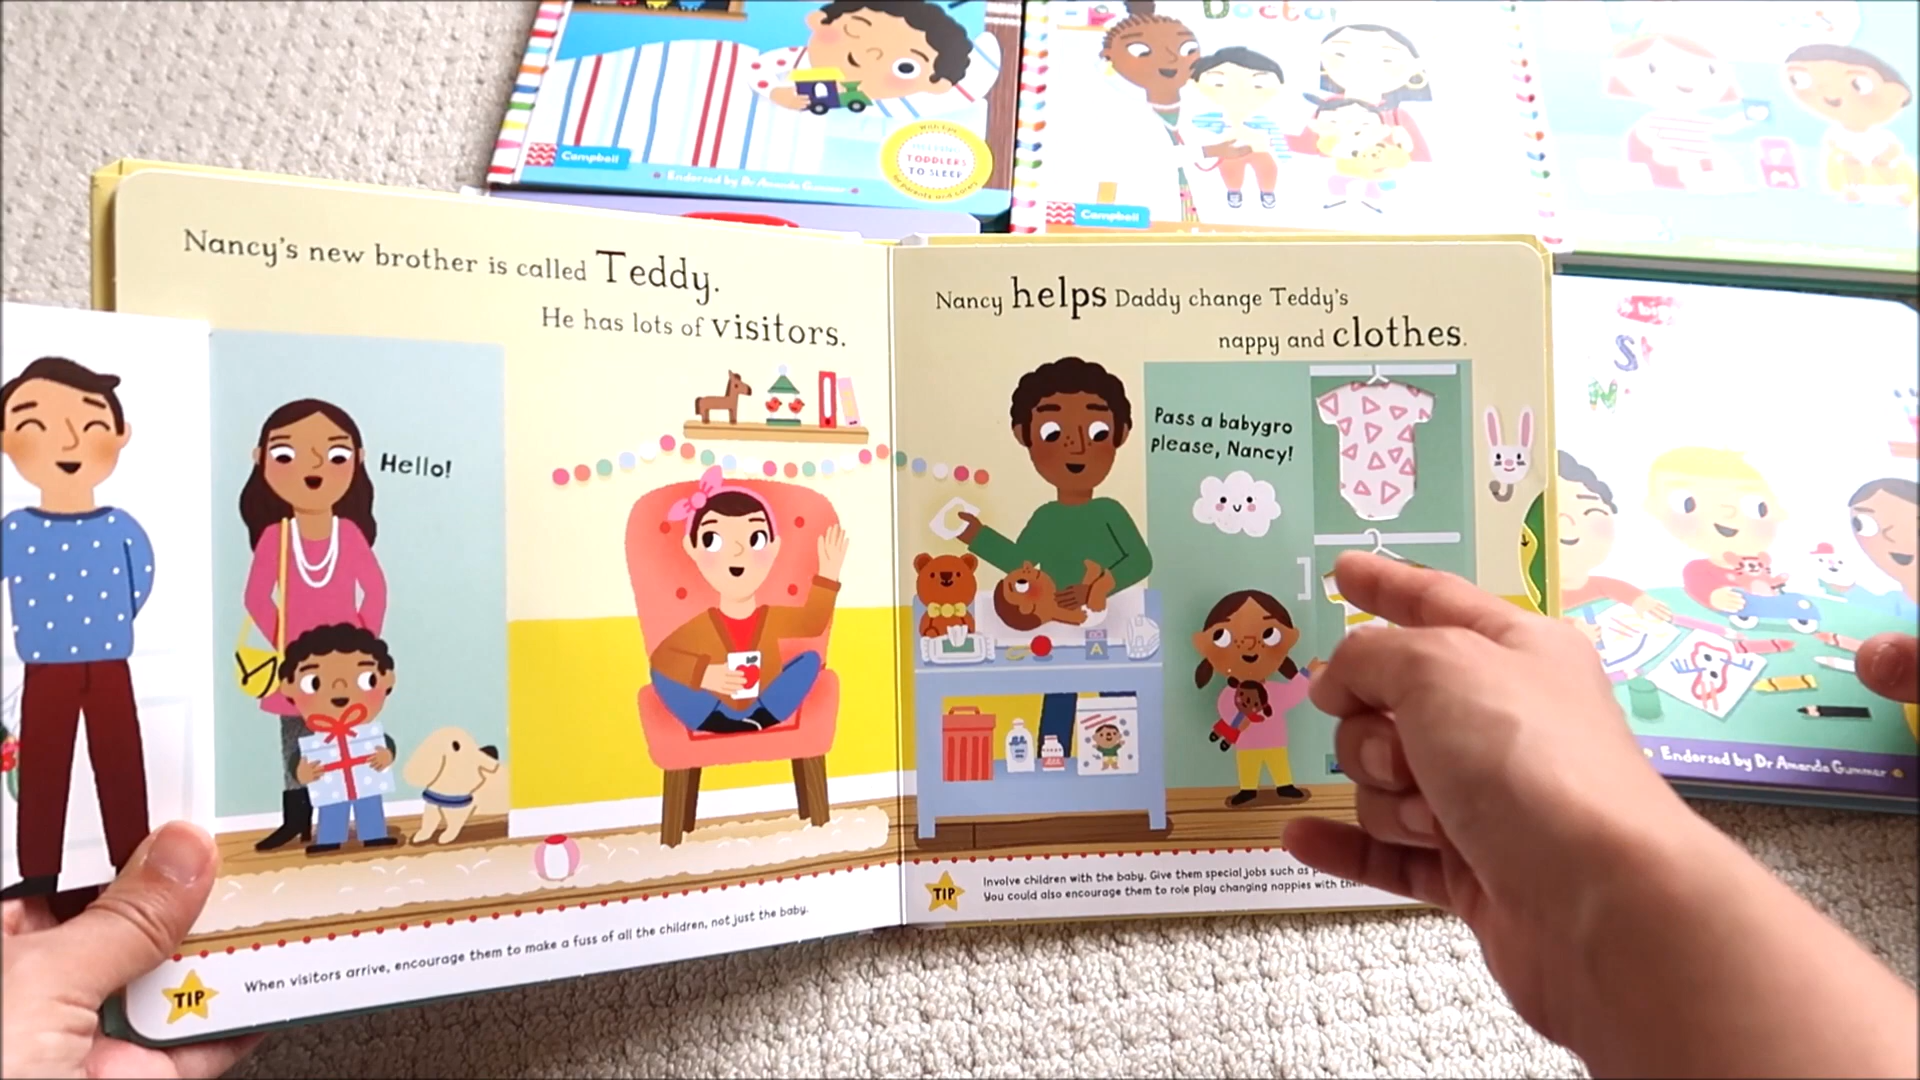 Doctor
Campbell
Endorsed by Dr Amanda Gummer
TODDLERS
TO SLEEP
Campbell
Nancy's new brother is called Teddy.
He has lots of visitors.
Hello!
TIP
When visitors arrive, encourage them to make a fuss of all the children, not just the baby.
Nancy helps Daddy change Teddy's
nappy and clothes.
Pass a babygro
please, Nancy!
A
TIP
Involve children with the baby. Give them special jobs such as
You could also encourage them to role play changing nappies with
Endorsed by Dr Amanda Gummer